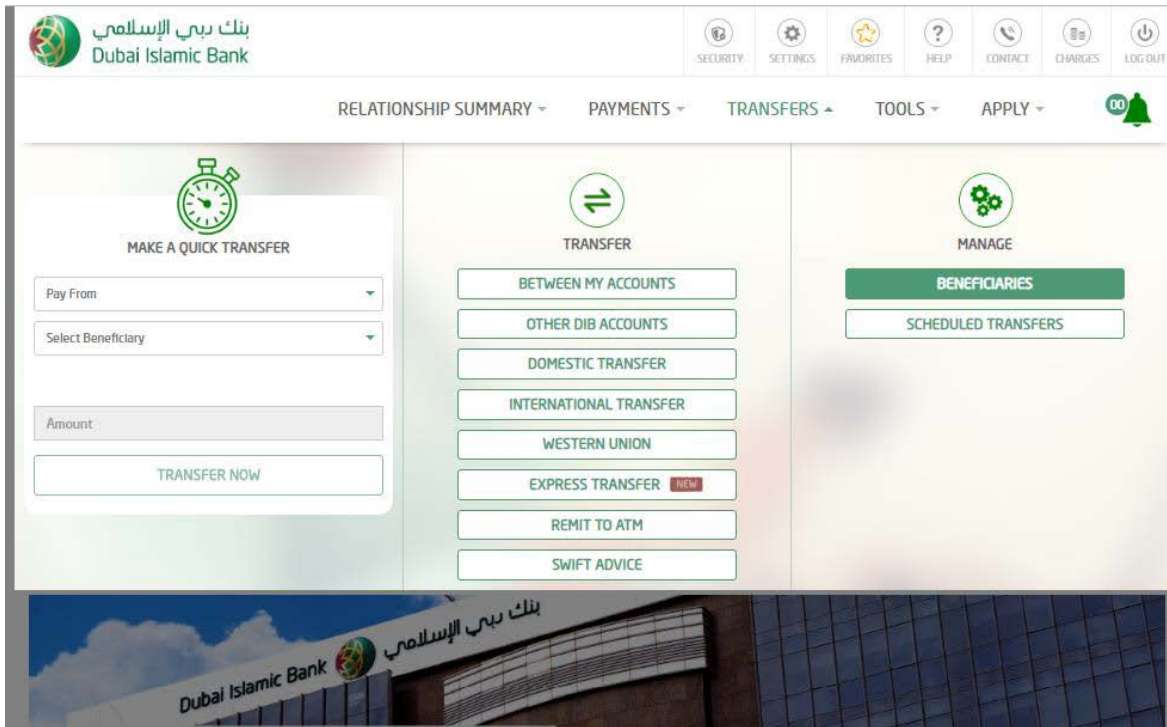 بنك دبي الإسلامي
Dubai Islamic Bank
SECURITY
SETTINGS
FAVORITES
HELP
CONTACT
CHARGES
LOG OUT
RELATIONSHIP SUMMARY
PAYMENTS
TRANSFERS
TOOLS
APPLY
00
MAKE A QUICK TRANSFER
Pay From
Select Beneficiary
Amount
TRANSFER NOW
TRANSFER
BETWEEN MY ACCOUNTS
OTHER DIB ACCOUNTS
DOMESTIC TRANSFER
INTERNATIONAL TRANSFER
WESTERN UNION
EXPRESS TRANSFER NEW
REMIT TO ATM
SWIFT ADVICE
MANAGE
BENEFICIARIES
SCHEDULED TRANSFERS
Dubai Islamic Bank بنك دبي الإسلامي